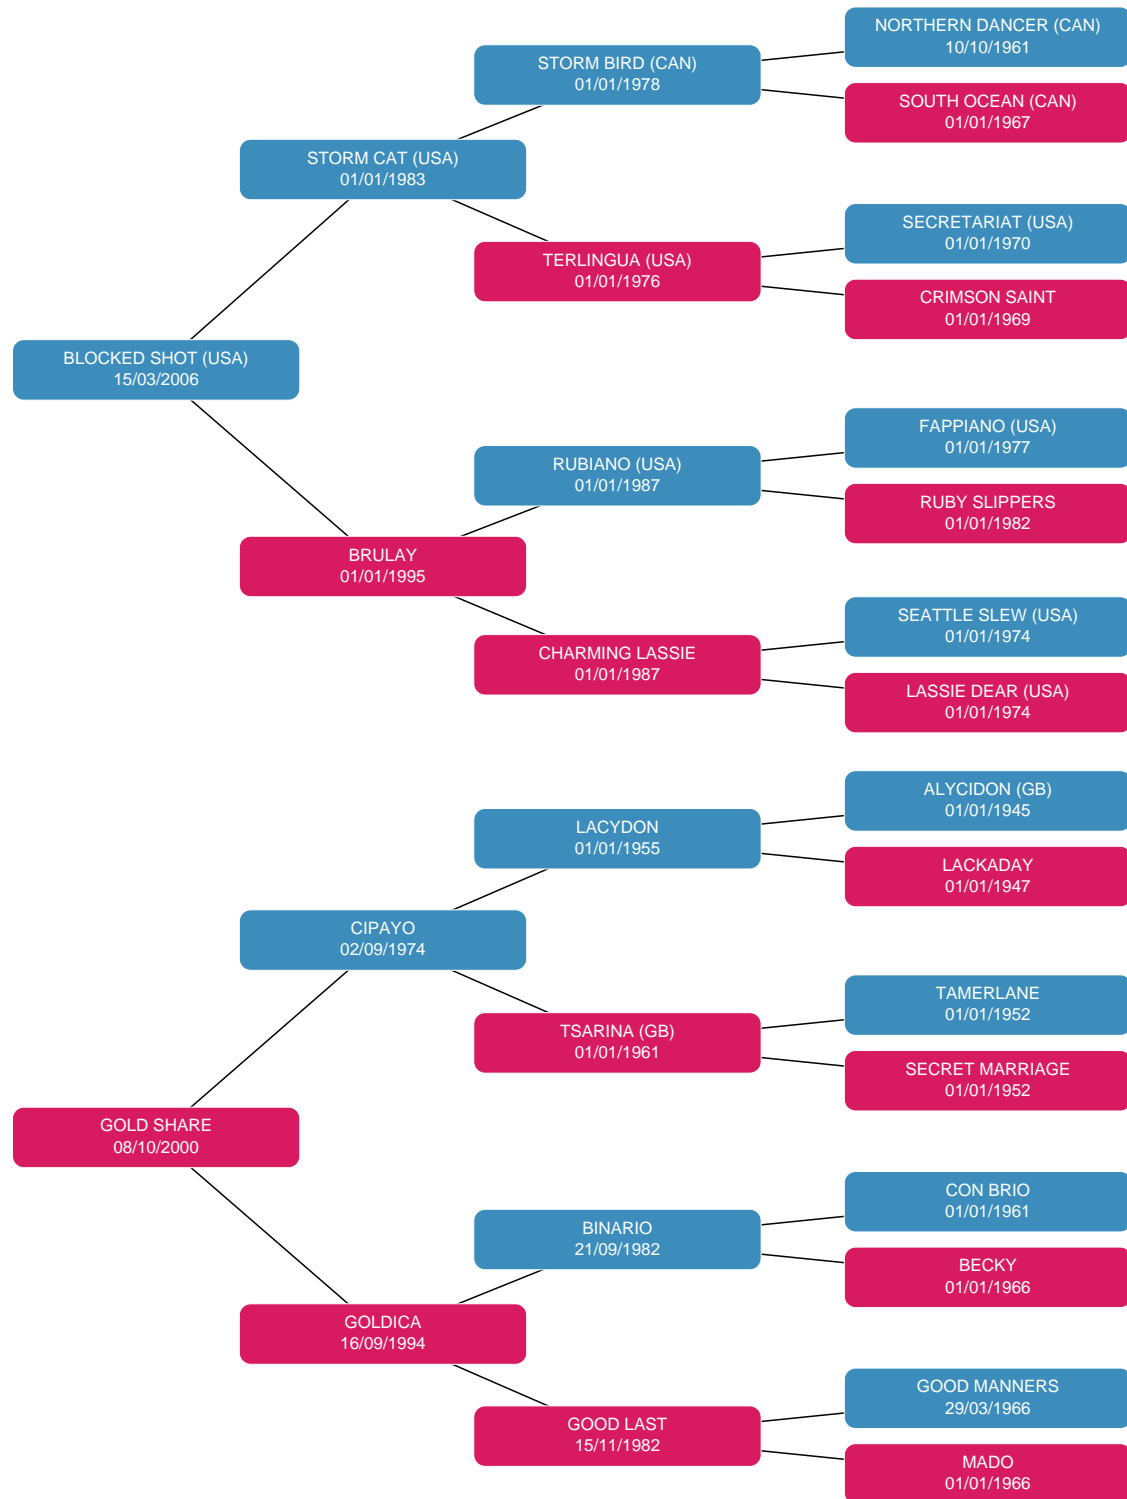 NORTHERN DANCER (CAN)
10/10/1961
STORM BIRD (CAN)
01/01/1978
SOUTH OCEAN (CAN)
01/01/1967
STORM CAT (USA)
01/01/1983
SECRETARIAT (USA)
01/01/1970
TERLINGUA (USA)
01/01/1976
CRIMSON SAINT
01/01/1969
BLOCKED SHOT (USA)
15/03/2006
FAPPIANO (USA)
01/01/1977
RUBIANO (USA)
01/01/1987
RUBY SLIPPERS
01/01/1982
BRULAY
01/01/1995
SEATTLE SLEW (USA)
01/01/1974
CHARMING LASSIE
01/01/1987
LASSIE DEAR (USA)
01/01/1974
ALYCIDON (GB)
01/01/1945
LACYDON
01/01/1955
LACKADAY
01/01/1947
CIPAYO
02/09/1974
TAMERLANE
01/01/1952
TSARINA (GB)
01/01/1961
SECRET MARRIAGE
01/01/1952
GOLD SHARE
08/10/2000
CON BRIO
01/01/1961
BINARIO
21/09/1982
BECKY
01/01/1966
GOLDICA
16/09/1994
GOOD MANNERS
29/03/1966
GOOD LAST
15/11/1982
MADO
01/01/1966